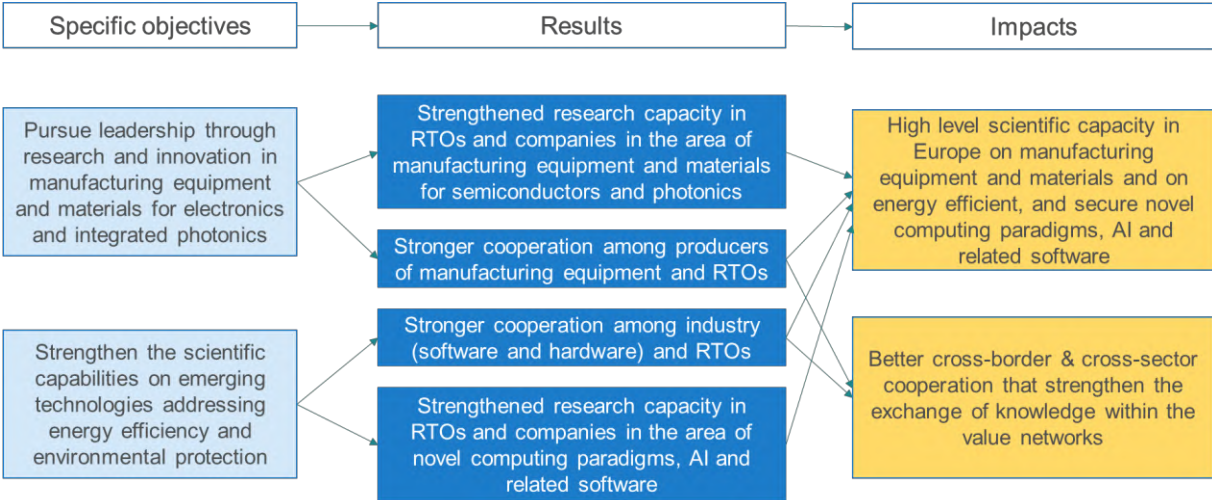 Specific objectives
Results
Impacts
Pursue leadership through
research and innovation in
manufacturing equipment
and materials for electronics
and integrated photonics
Strengthen the scientific
capabilities on emerging
technologies addressing
energy efficiency and
environmental protection
Strengthened research capacity in
RTOs and companies in the area of
manufacturing equipment and materials
for semiconductors and photonics
Stronger cooperation among producers
of manufacturing equipment and RTOs
Stronger cooperation among industry
(software and hardware) and RTOs
Strengthened research capacity in
RTOs and companies in the area of
novel computing paradigms, AI and
related software
High level scientific capacity in
Europe on manufacturing
equipment and materials and on
energy efficient, and secure novel
computing paradigms, AI and
related software
Better cross-border & cross-sector
cooperation that strengthen the
exchange of knowledge within the
value networks